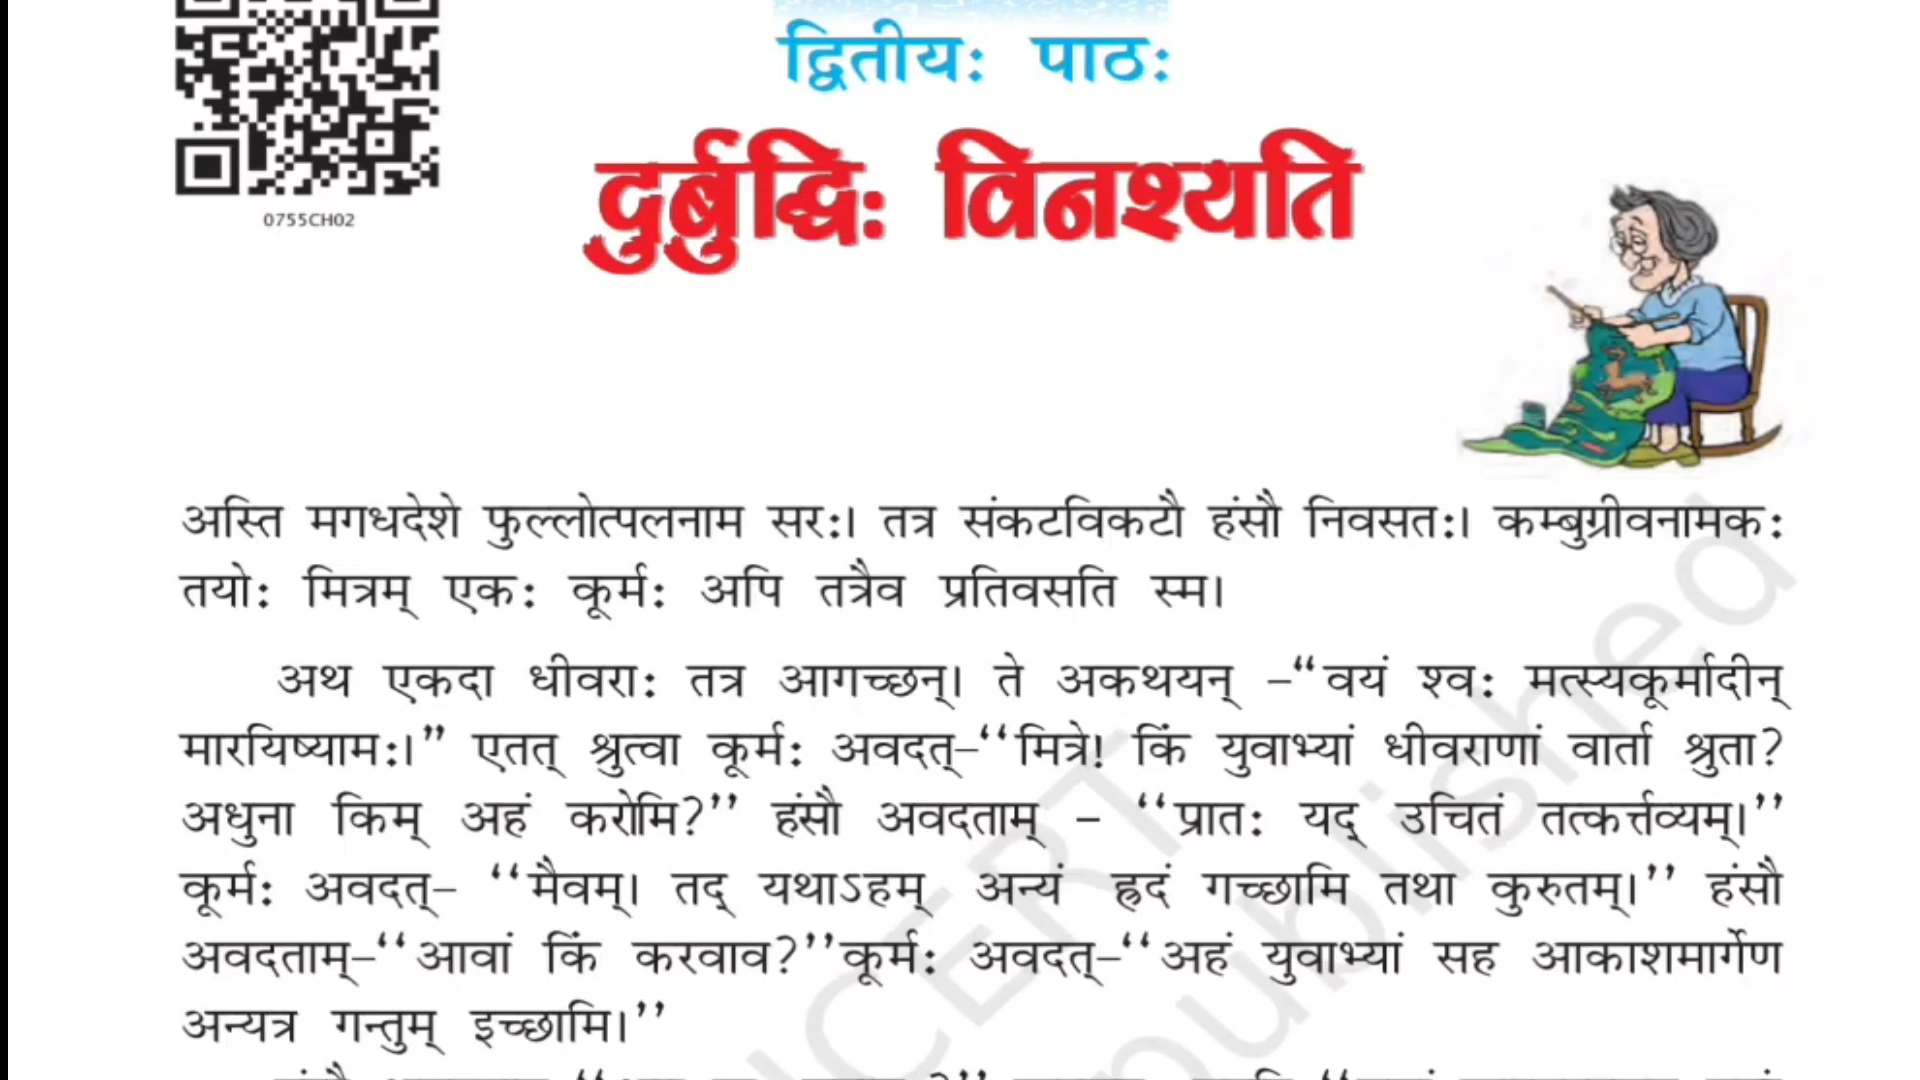 द्वितीयः पाठः
दुर्बुद्धिः विनश्यति
0755CH02
अस्ति मगधदेशे फुल्लोत्पलनाम सरः। तत्र संकटविकटौ हंसौ निवसतः। कम्बुग्रीवनामकः
तयोः मित्रम् एकः कूर्मः अपि तत्रैव प्रतिवसति स्म।
अथ एकदा धीवराः तत्र आगच्छन्। ते अकथयन् –“वयं श्वः मत्स्यकूर्मादीन्
मारयिष्यामः।” एतत् श्रुत्वा कूर्मः अवदत्–‘‘मित्रे! किं युवाभ्यां धीवराणां वार्ता श्रुता?
अधुना किम् अहं करोमि?’’ हंसौ अवदताम् – ‘‘प्रातः यद् उचितं तत्कर्त्तव्यम्।’’
कूर्मः अवदत्– ‘‘मैवम्। तद् यथाऽहम् अन्यं ह्रदं गच्छामि तथा कुरुतम्।’’ हंसौ
अवदताम्–‘‘आवां किं करवाव?’’कूर्मः अवदत्–‘‘अहं युवाभ्यां सह आकाशमार्गेण
अन्यत्र गन्तुम् इच्छामि।’’